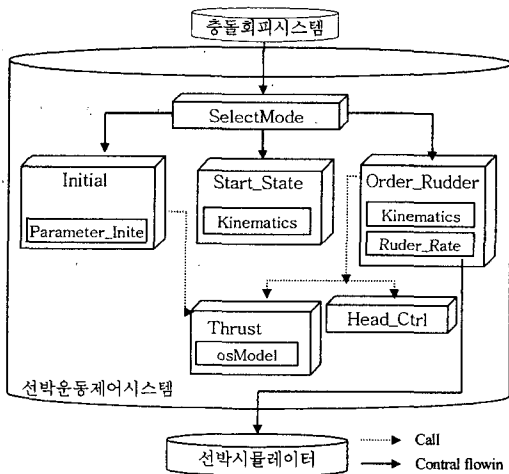 충돌회피시스템
SelectMode
Initial
Parameter_Inite
Start_State
Kinematics
Order_Rudder
Kinematics
Ruder_Rate
Thrust
osModel
Head_Ctrl
선박운동제어시스템
선박시뮬레이터
Call
Contral flowin